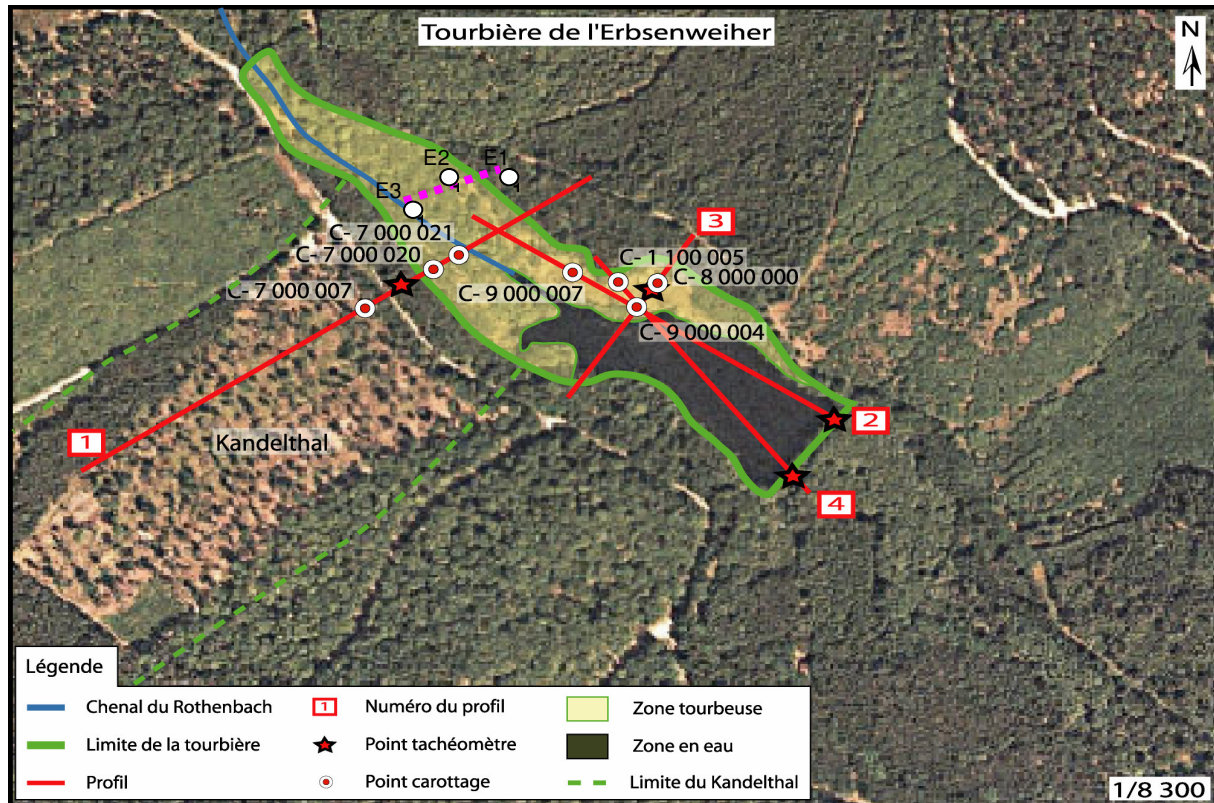 Tourbière de l'Erbsenweiher
N
E2
E1
1
1
E3
1
3
C- 7 000 021
C- 7 000 020
C- 1 100 005
C- 8 000 000
C- 7 000 007
C- 9 000 007
C- 9 000 004
2
1
Kandelthal
4
Légende
Chenal du Rothenbach
1
Numéro du profil
Zone tourbeuse
Limite de la tourbière
Point tachéomètre
Zone en eau
Profil
Point carottage
Limite du Kandelthal
1/8 300